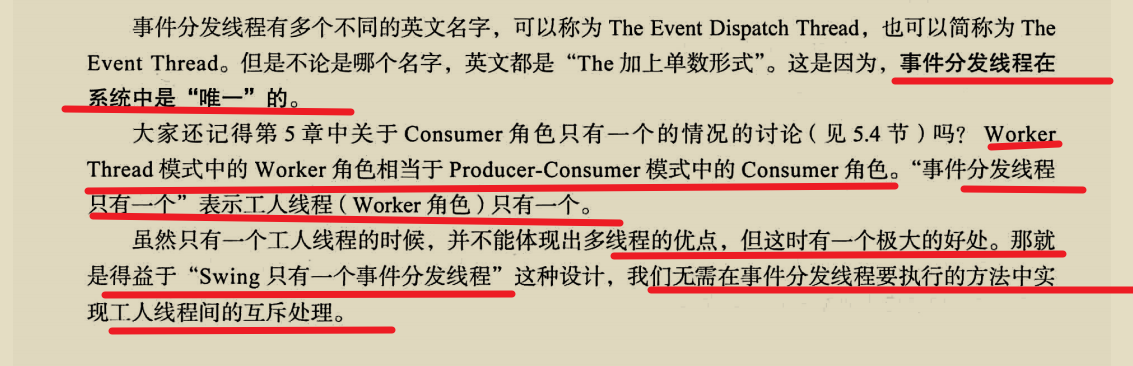 事件分发线程有多个不同的英文名字，可以称为 The Event Dispatch Thread，也可以简称为 The
Event Thread。但是不论是哪个名字，英文都是“The 加上单数形式”。这是因为，事件分发线程在
系统中是“唯一”的。
大家还记得第 5 章中关于 Consumer 角色只有一个的情况的讨论（见 5.4 节）吗？ Worker
Thread 模式中的 Worker 角色相当于 Producer-Consumer 模式中的 Consumer 角色。“事件分发线程
只有一个”表示工人线程（Worker 角色）只有一个。
虽然只有一个工人线程的时候，并不能体现出多线程的优点，但这时有一个极大的好处。那就
是得益于“Swing 只有一个事件分发线程”这种设计，我们无需在事件分发线程要执行的方法中实
现工人线程间的互斥处理。